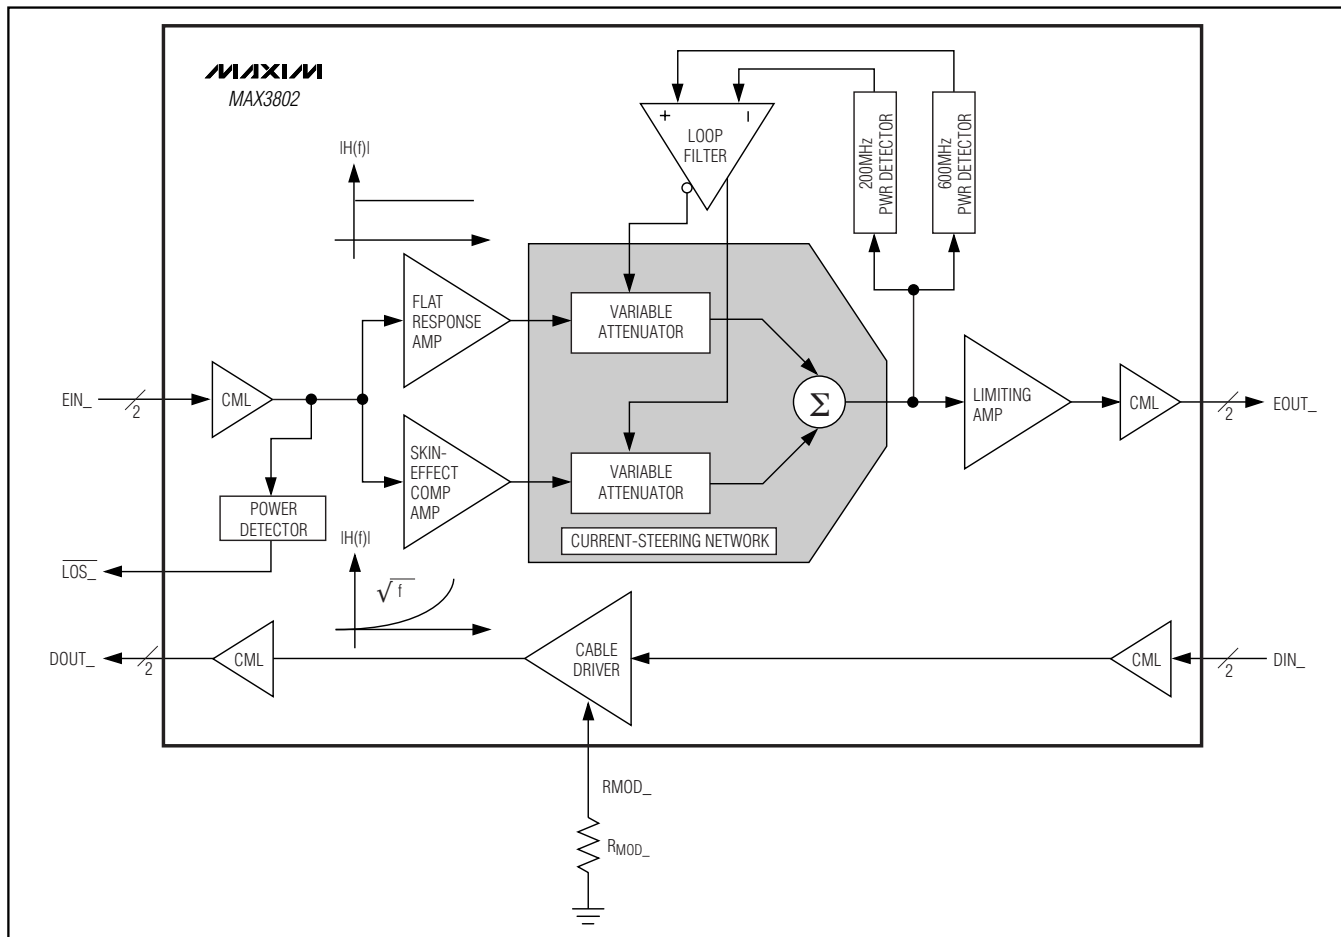 MAXIM
MAX3802
|H(f)|
+
−
LOOP
FILTER
200MHz
PWR DETECTOR
600MHz
PWR DETECTOR
FLAT
RESPONSE
AMP
VARIABLE
ATTENUATOR
EIN_
2
CML
Σ
LIMITING
AMP
CML
2
EOUT_
SKIN-
EFFECT
COMP
AMP
VARIABLE
ATTENUATOR
POWER
DETECTOR
CURRENT-STEERING NETWORK
|H(f)|
LOS_
√f
DOUT_
2
CML
CABLE
DRIVER
CML
2
DIN_
RMOD_
RMOD_